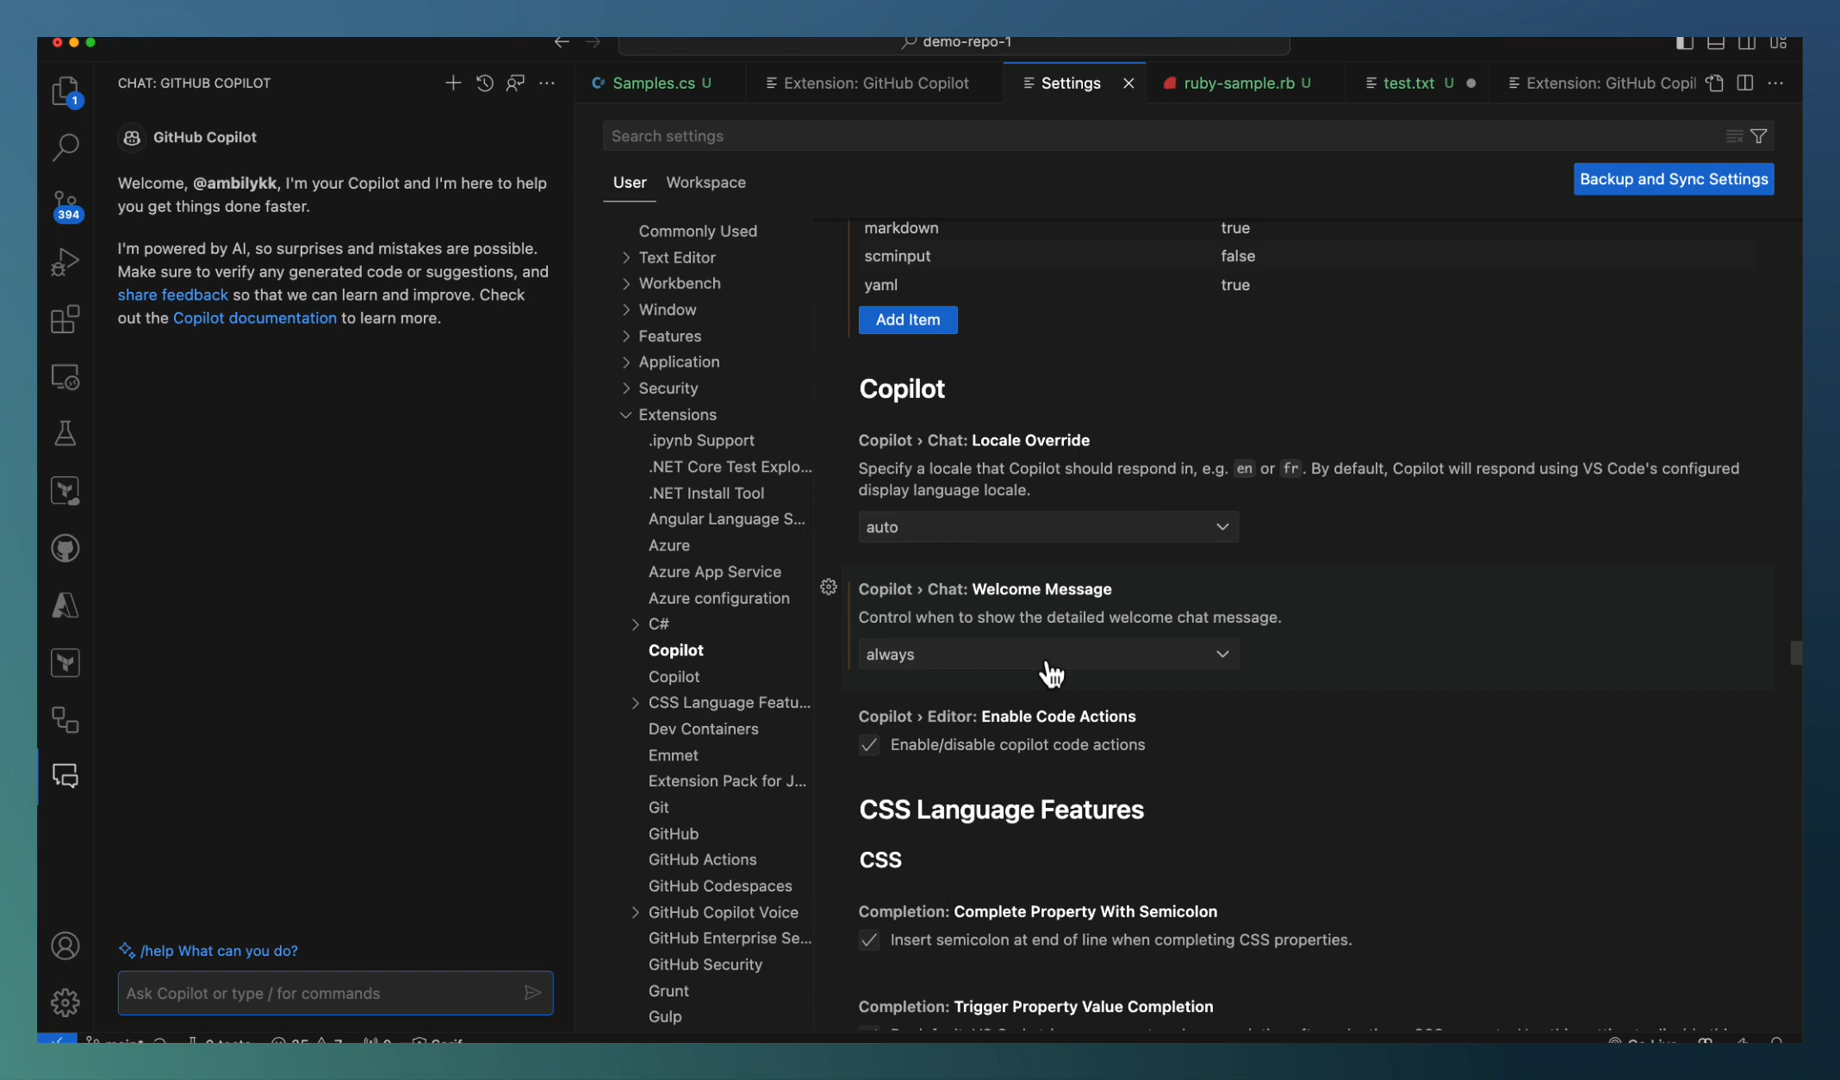 demo-repo-1
CHAT: GITHUB COPILOT
Samples.cs U
Extension: GitHub Copilot
Settings
ruby-sample.rb U
test.txt U
Extension: GitHub Copil
1
394
GitHub Copilot
Welcome, @ambilykk, I'm your Copilot and I'm here to help
you get things done faster.
I'm powered by AI, so surprises and mistakes are possible.
Make sure to verify any generated code or suggestions, and
share feedback so that we can learn and improve. Check
out the Copilot documentation to learn more.
/help What can you do?
Ask Copilot or type / for commands
Search settings
User
Workspace
Backup and Sync Settings
Commonly Used
Text Editor
Workbench
Window
Features
Application
Security
Extensions
.ipynb Support
.NET Core Test Explo...
.NET Install Tool
Angular Language S...
Azure
Azure App Service
Azure configuration
C#
Copilot
Copilot
CSS Language Featu...
Dev Containers
Emmet
Extension Pack for J...
Git
GitHub
GitHub Actions
GitHub Codespaces
GitHub Copilot Voice
GitHub Enterprise Se...
GitHub Security
Grunt
Gulp
markdown true
scminput false
yaml true
Add Item
Copilot
Copilot › Chat: Locale Override
Specify a locale that Copilot should respond in, e.g. en or fr. By default, Copilot will respond using VS Code's configured
display language locale.
auto
Copilot › Chat: Welcome Message
Control when to show the detailed welcome chat message.
always
Copilot › Editor: Enable Code Actions
Enable/disable copilot code actions
CSS Language Features
CSS
Completion: Complete Property With Semicolon
Insert semicolon at end of line when completing CSS properties.
Completion: Trigger Property Value Completion